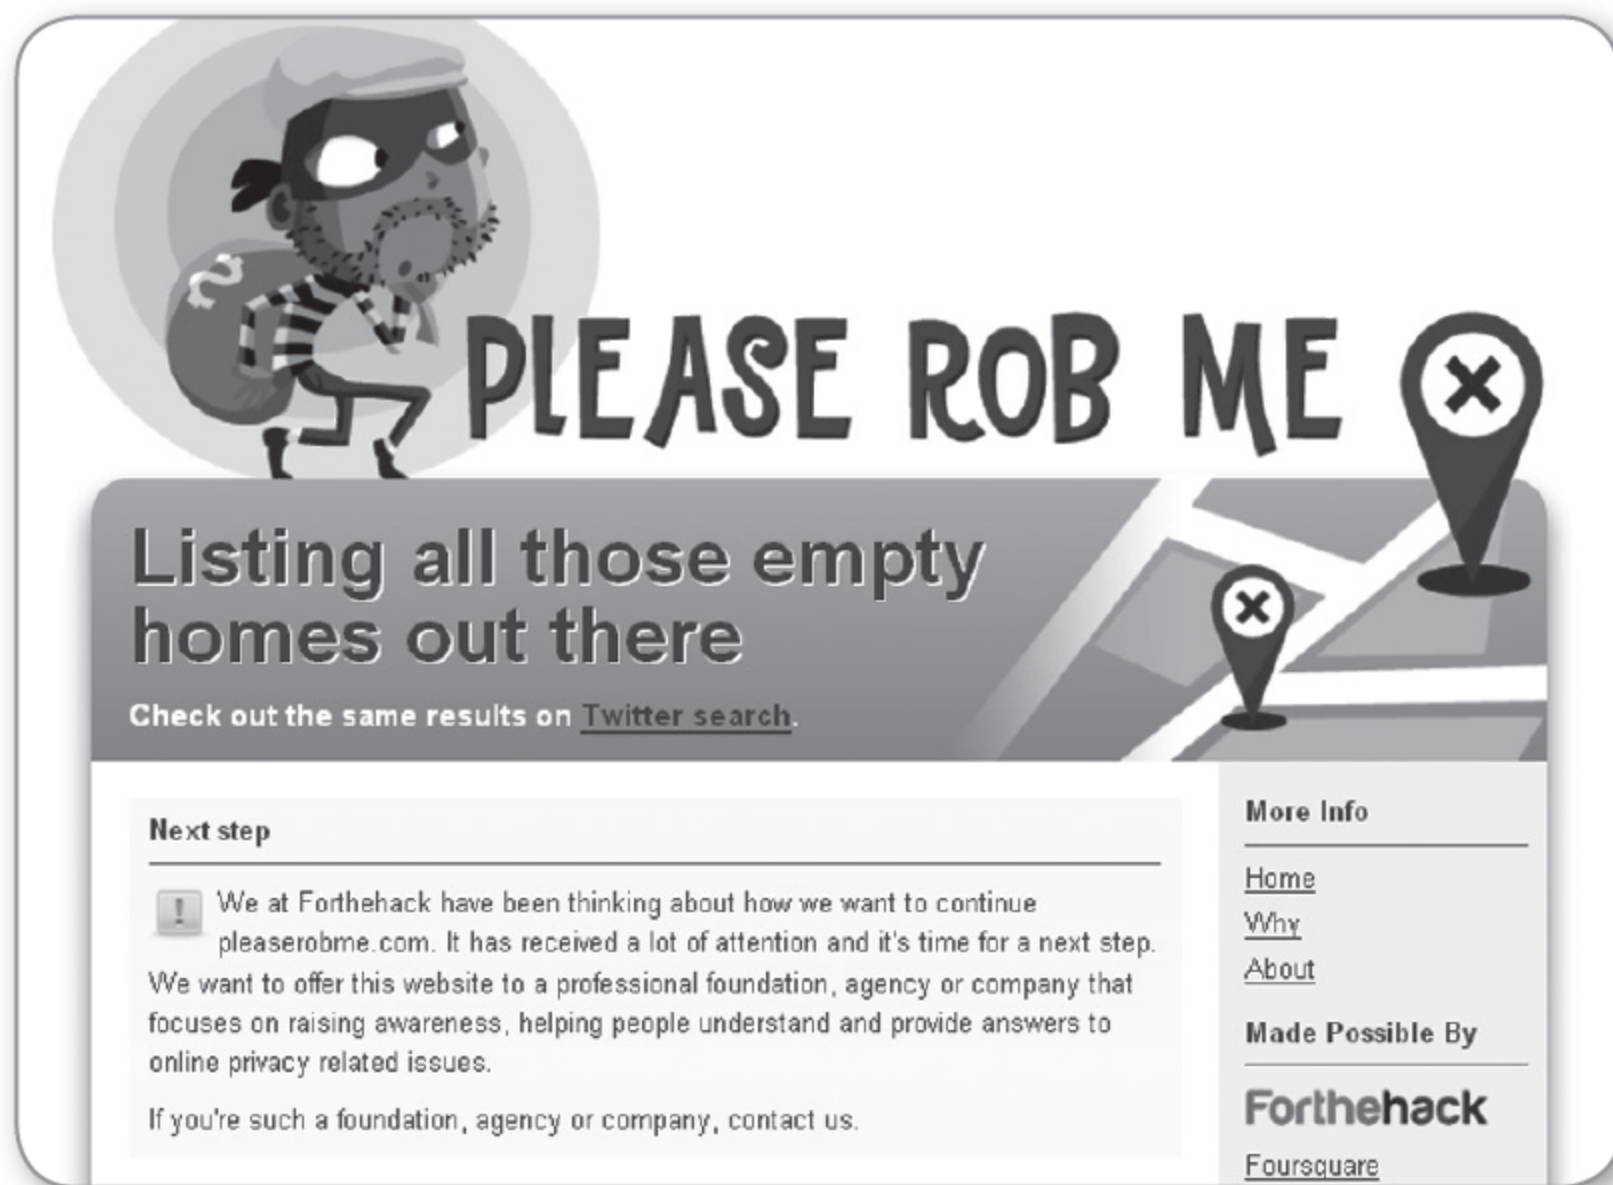 PLEASE ROB ME
Listing all those empty
homes out there
Check out the same results on Twitter search.
Next step
We at Forthehack have been thinking about how we want to continue
pleaserobme.com. It has received a lot of attention and it's time for a next step.
We want to offer this website to a professional foundation, agency or company that
focuses on raising awareness, helping people understand and provide answers to
online privacy related issues.
If you're such a foundation, agency or company, contact us.
More Info
Home
Why
About
Made Possible By
Forthehack
Foursquare